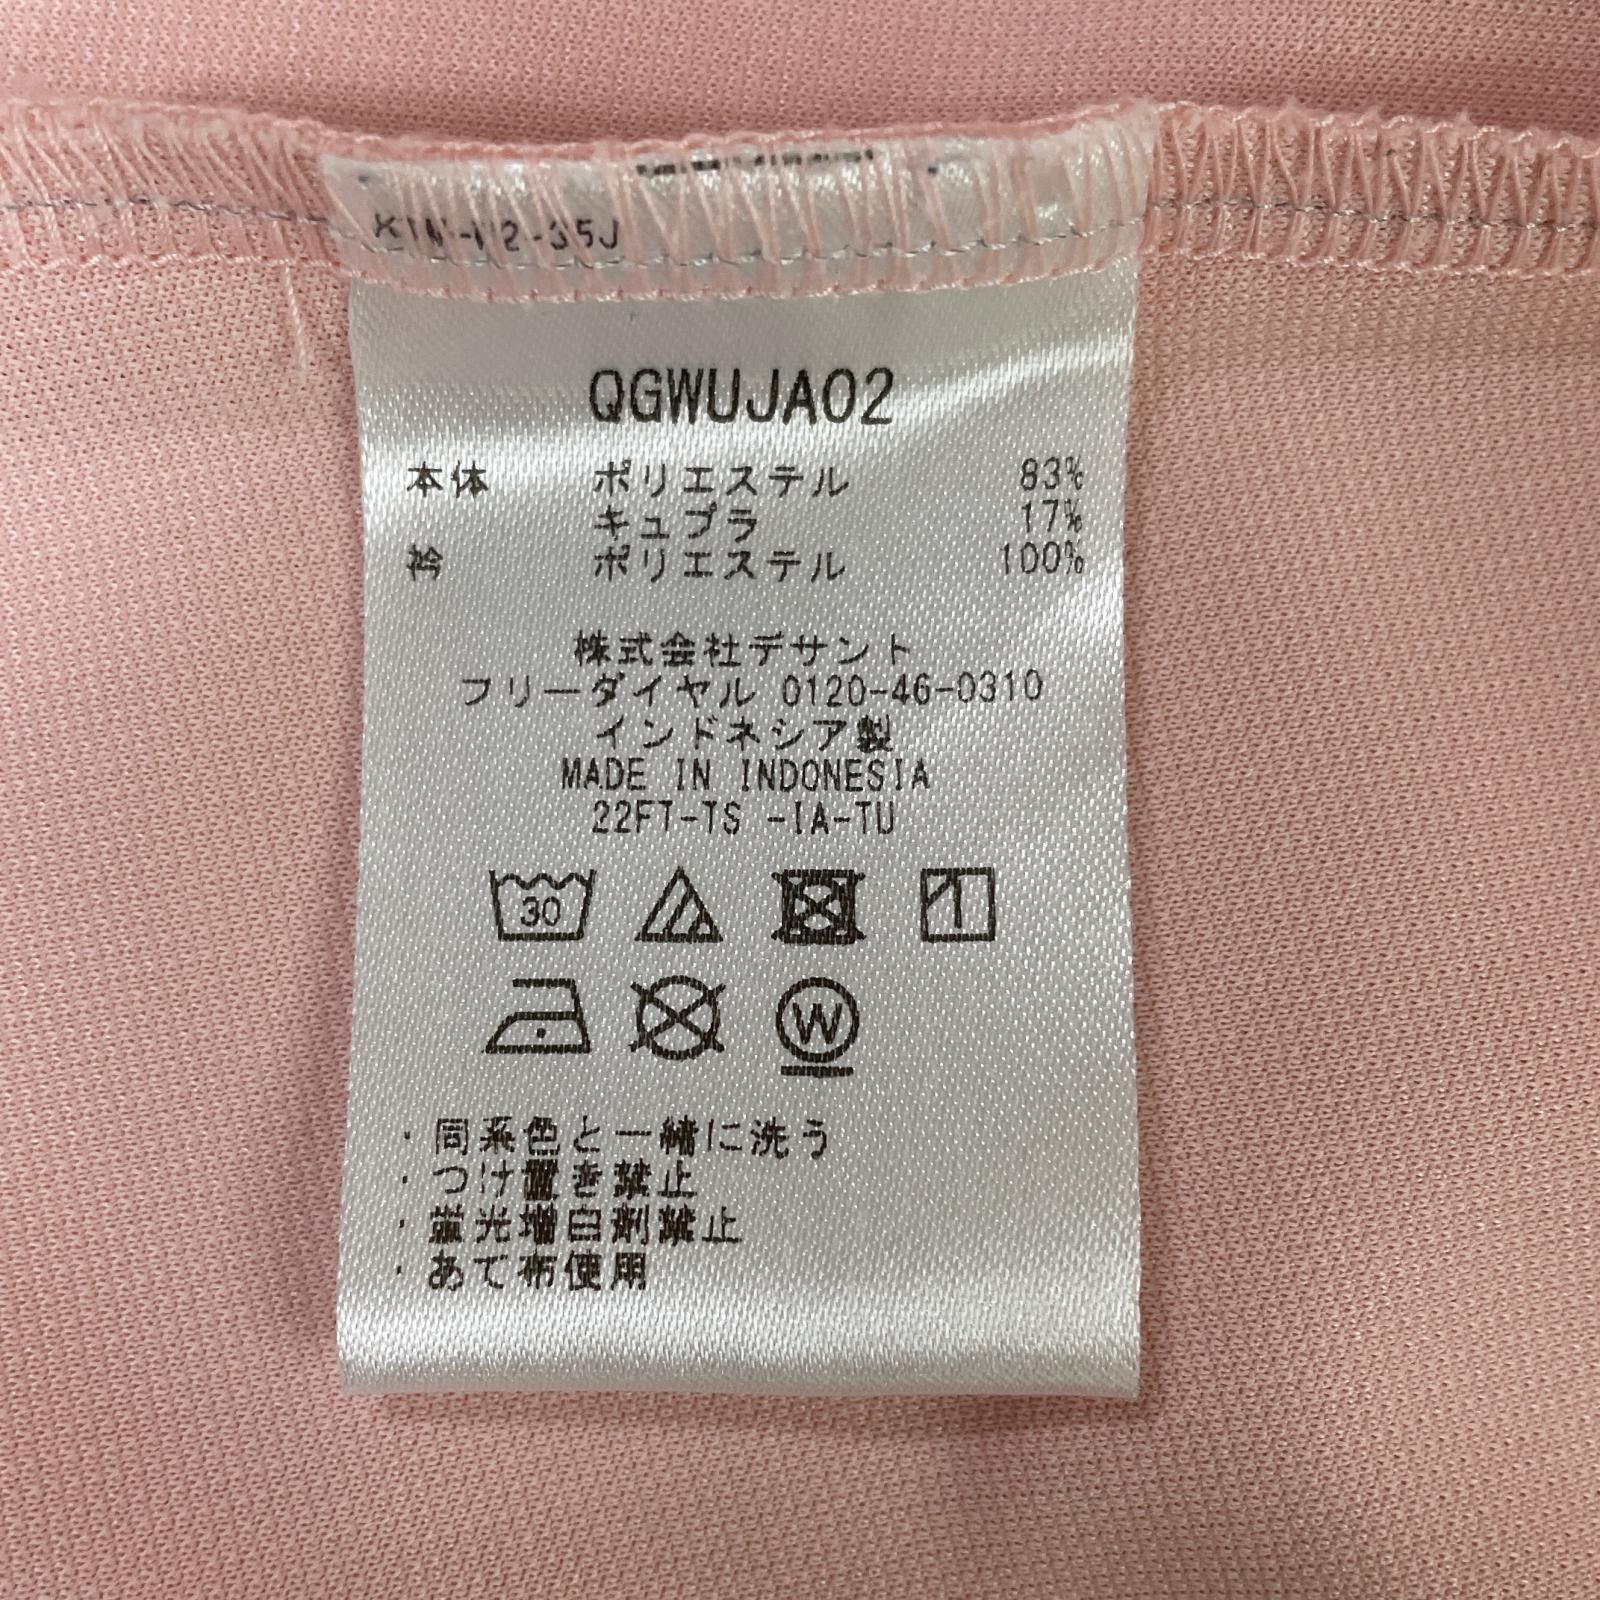 QGWUJA02
本体 ポリエステル 83%
キュプラ 17%
衿 ポリエステル 100%
株式会社デサント
フリーダイヤル 0120-46-0310
インドネシア製
MADE IN INDONESIA
22FT-TS -IA-TU
30
W
・同系色と一緒に洗う
・つけ置き禁止
・蛍光増白剤禁止
・あて布使用